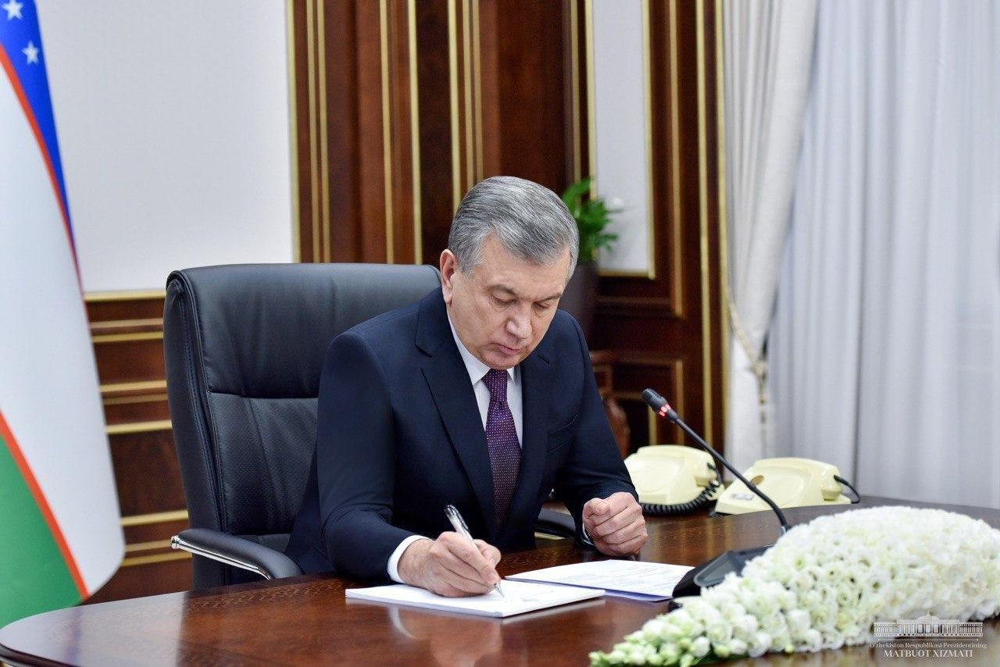 O'zbekiston Respublikasi Prezidentining
MATBUOT XIZMATI